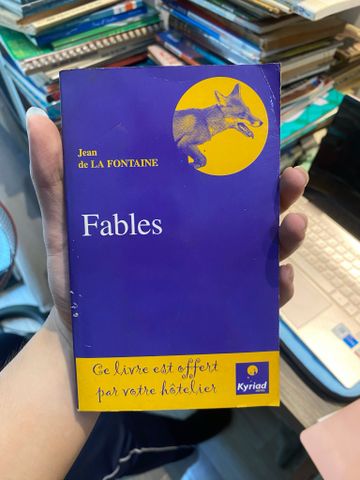 Jean
de LA FONTAINE
Fables
Ce livre est offert
par votre hôtelier
Kyriad